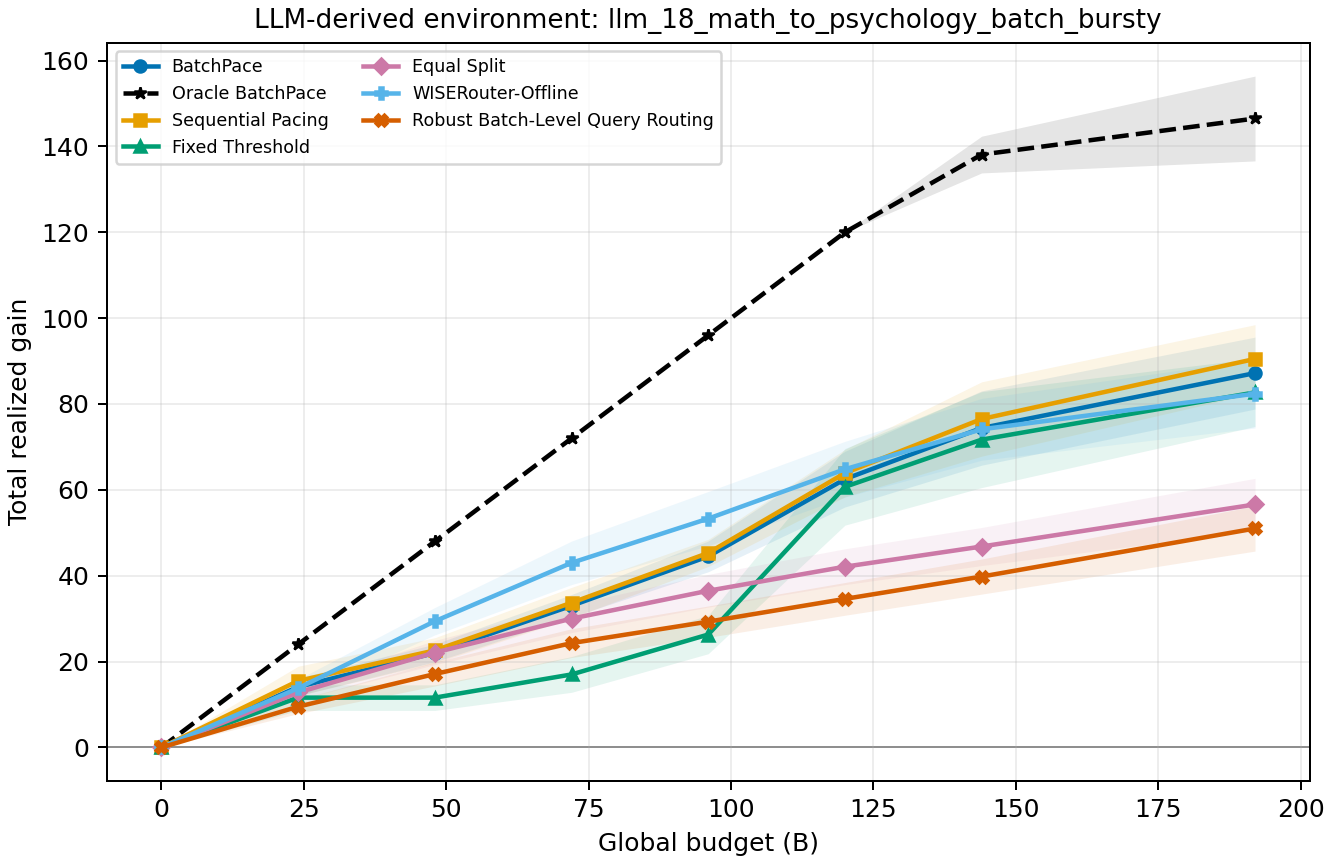 LLM-derived environment: llm_18_math_to_psychology_batch_bursty
BatchPace
Oracle BatchPace
Sequential Pacing
Fixed Threshold
Equal Split
WISERouter-Offline
Robust Batch-Level Query Routing
Total realized gain
160
140
120
100
80
60
40
20
0
0 25 50 75 100 125 150 175 200
Global budget (B)